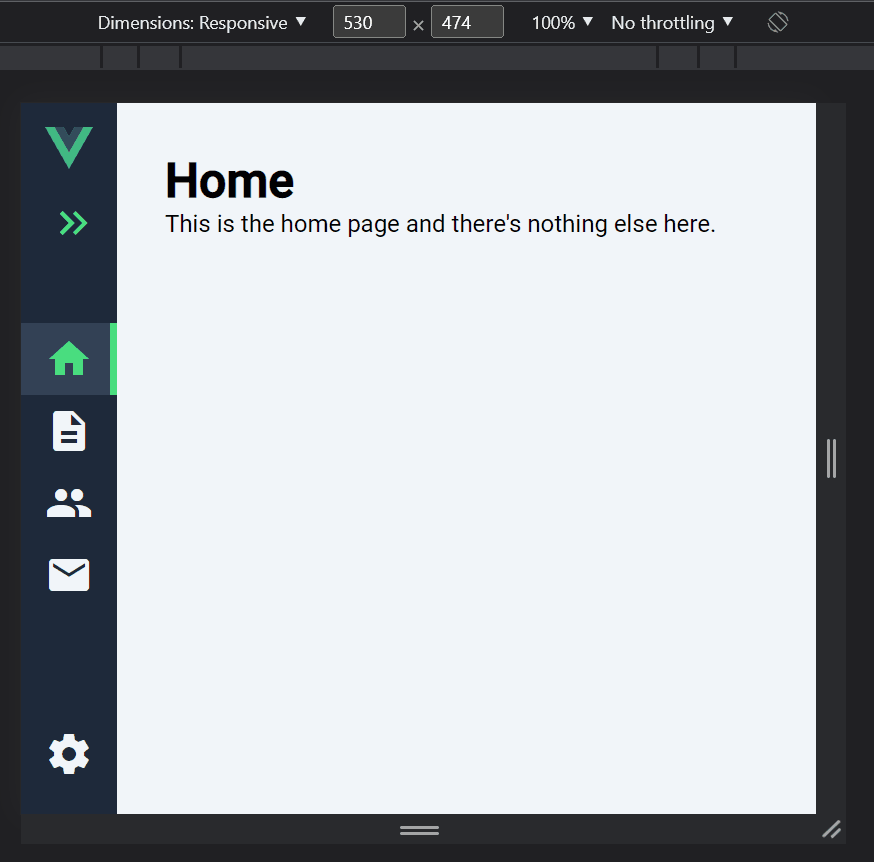 Dimensions: Responsive ▼ 530 × 474 100% ▼ No throttling ▼
Home
This is the home page and there's nothing else here.